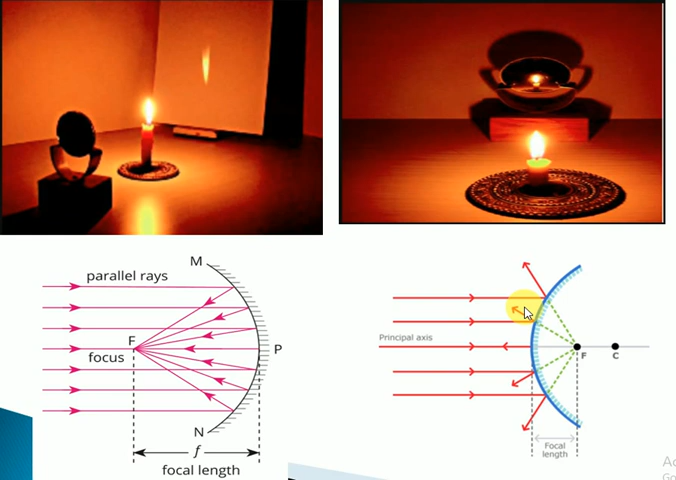 M
parallel rays
F
focus
P
N
f
focal length
Principal axis
F
C
Focal
length